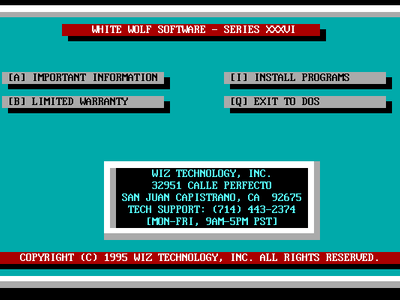 WHITE WOLF SOFTWARE - SERIES XXXVI
[A] IMPORTANT INFORMATION
[I] INSTALL PROGRAMS
[B] LIMITED WARRANTY
[Q] EXIT TO DOS
WIZ TECHNOLOGY, INC.
32951 CALLE PERFECTO
SAN JUAN CAPISTRANO, CA  92675
TECH SUPPORT: (714) 443-2374
[MON-FRI, 9AM-5PM PST]
COPYRIGHT (C) 1995 WIZ TECHNOLOGY, INC. ALL RIGHTS RESERVED.